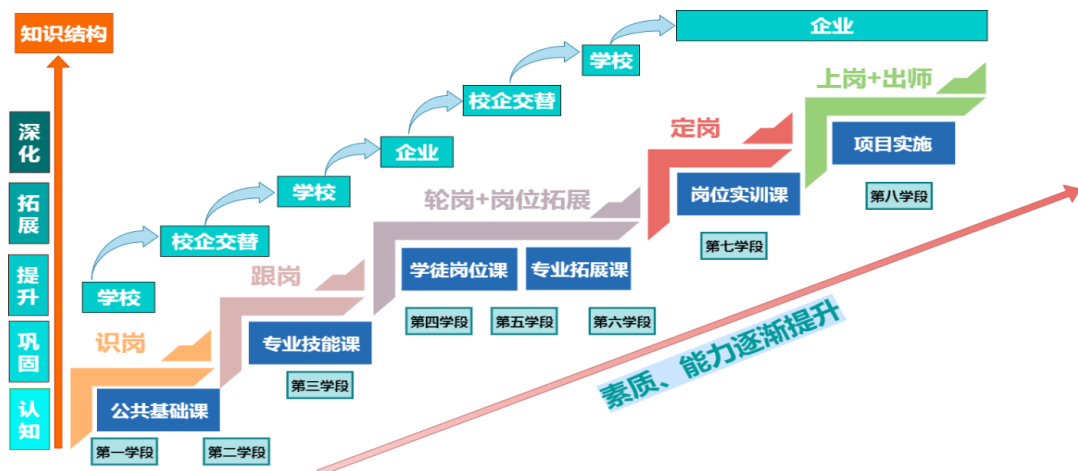 知识结构
企业
学校
校企交替
企业
学校
校企交替
学校
深化
拓展
提升
巩固
认知
上岗+出师
项目实施
第八学段
定岗
岗位实训课
第七学段
轮岗+岗位拓展
学徒岗位课
专业拓展课
第四学段
第五学段
第六学段
跟岗
专业技能课
第三学段
识岗
公共基础课
第一学段
第二学段
素质、能力逐渐提升